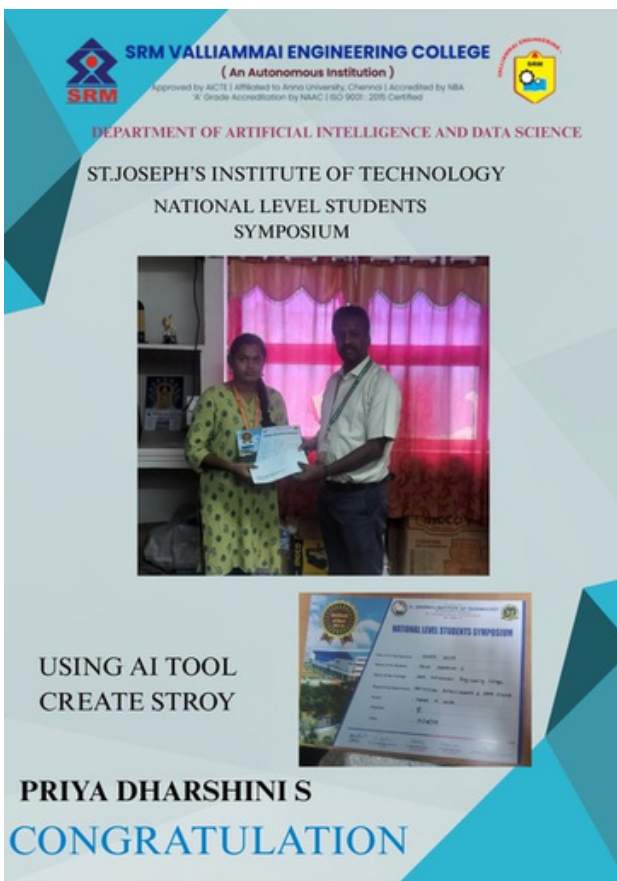 SRM VALLIAMMAI ENGINEERING COLLEGE
( An Autonomous Institution )
Approved by AICTE | Affiliated to Anna University, Chennai | Accredited by NBA
'A' Grade Accreditation by NAAC | ISO 9001 : 2015 Certified
SRM
SRM
DEPARTMENT OF ARTIFICIAL INTELLIGENCE AND DATA SCIENCE
ST.JOSEPH'S INSTITUTE OF TECHNOLOGY
NATIONAL LEVEL STUDENTS
SYMPOSIUM
NATIONAL LEVEL STUDENTS SYMPOSIUM
USING AI TOOL
CREATE STROY
PRIYA DHARSHINI S
CONGRATULATION